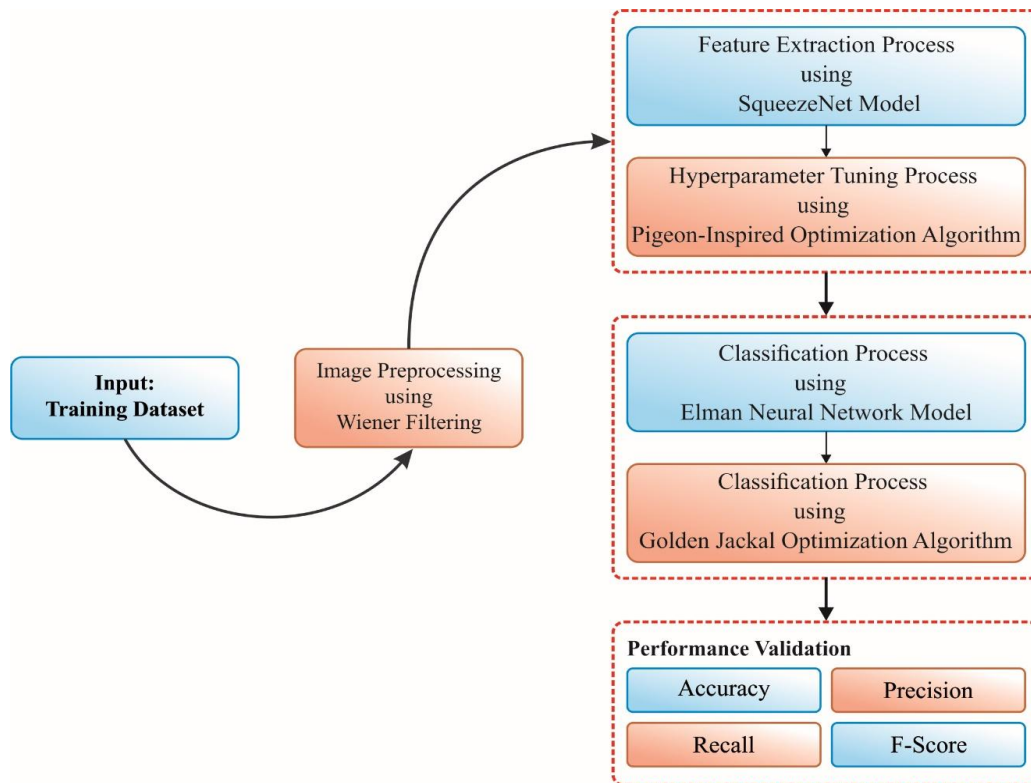 Input:
Training Dataset
Image Preprocessing
using
Wiener Filtering
Feature Extraction Process
using
SqueezeNet Model
Hyperparameter Tuning Process
using
Pigeon-Inspired Optimization Algorithm
Classification Process
using
Elman Neural Network Model
Classification Process
using
Golden Jackal Optimization Algorithm
Performance Validation
Accuracy
Precision
Recall
F-Score